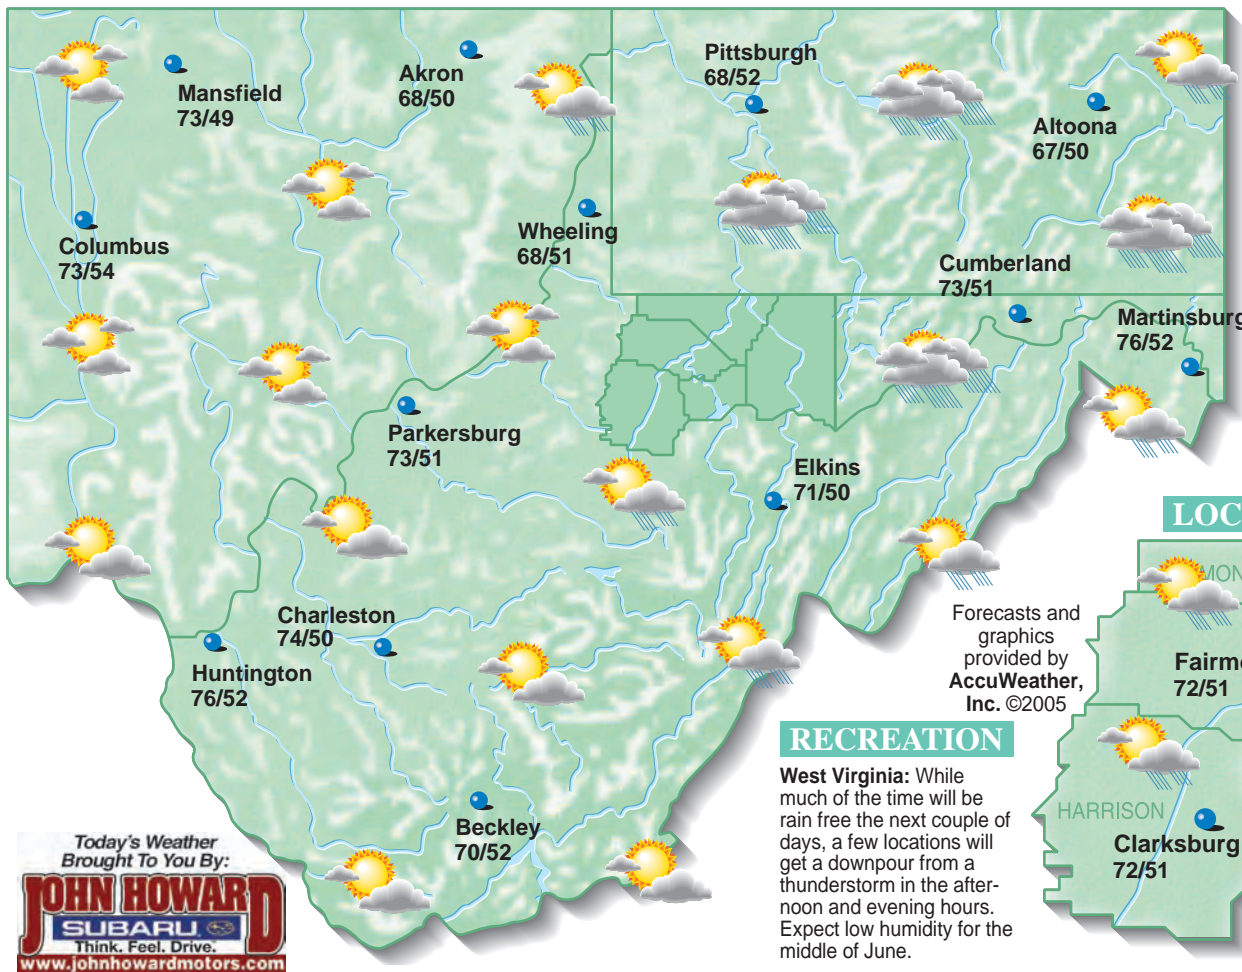 Pittsburgh
68/52
Akron
68/50
Mansfield
73/49
Altoona
67/50
Wheeling
68/51
Columbus
73/54
Cumberland
73/51
Martinsburg
76/52
Parkersburg
73/51
Elkins
71/50
LOC
MON
Forecasts and
graphics
provided by
AccuWeather,
Inc. ©2005
Charleston
74/50
Huntington
76/52
Fairmo
72/51
RECREATION
West Virginia: While
much of the time will be
rain free the next couple of
days, a few locations will
get a downpour from a
thunderstorm in the after-
noon and evening hours.
Expect low humidity for the
middle of June.
HARRISON
Clarksburg
72/51
Beckley
70/52
Today's Weather
Brought To You By:
JOHN HOWARD
SUBARU
Think. Feel. Drive.
www.johnhowardmotors.com